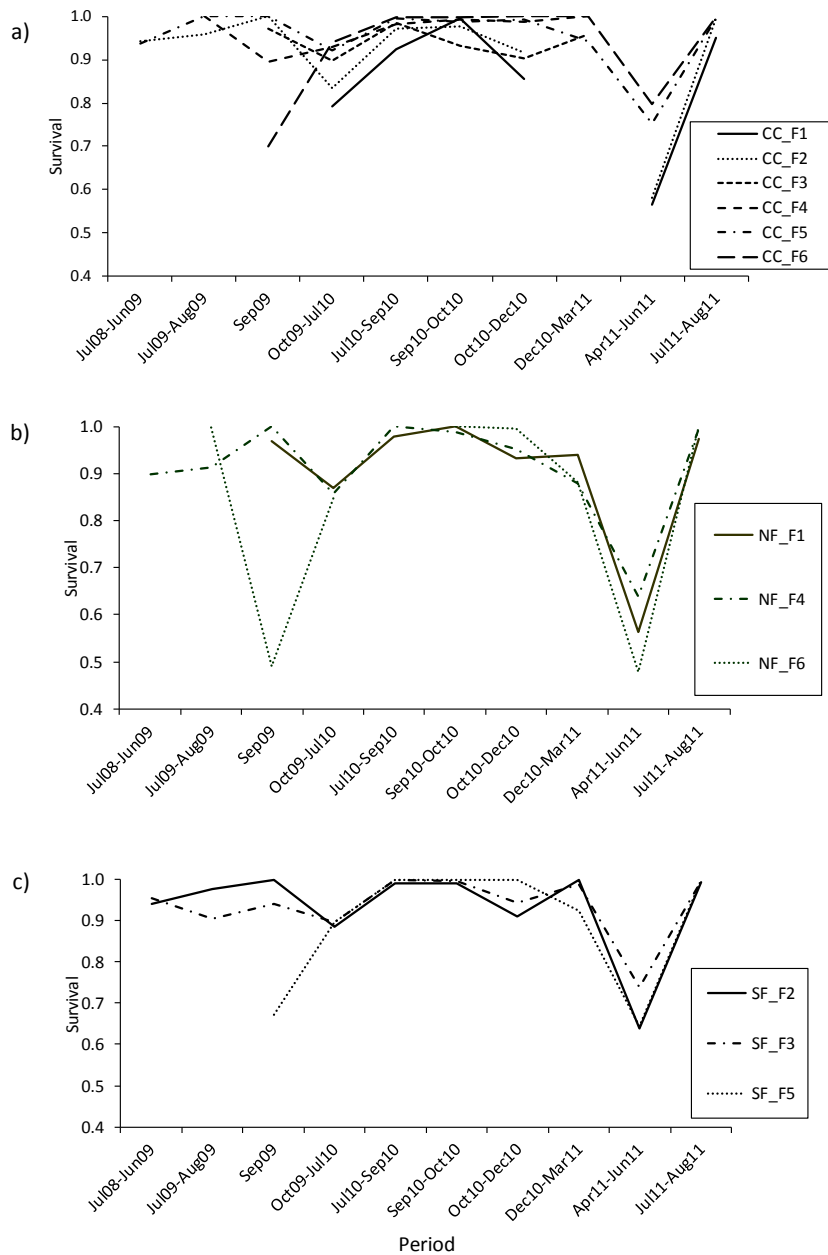 a)
1.0
0.9
0.8
0.7
0.6
0.5
0.4
Survival
CC_F1
CC_F2
CC_F3
CC_F4
CC_F5
CC_F6
Jul08-Jun09
Jul09-Aug09
Sep09
Oct09-Jul10
Jul10-Sep10
Sep10-Oct10
Oct10-Dec10
Dec10-Mar11
Apr11-Jun11
Jul11-Aug11
b)
1.0
0.9
0.8
0.7
0.6
0.5
0.4
Survival
NF_F1
NF_F4
NF_F6
Jul08-Jun09
Jul09-Aug09
Sep09
Oct09-Jul10
Jul10-Sep10
Sep10-Oct10
Oct10-Dec10
Dec10-Mar11
Apr11-Jun11
Jul11-Aug11
c)
1.0
0.9
0.8
0.7
0.6
0.5
0.4
Survival
SF_F2
SF_F3
SF_F5
Jul08-Jun09
Jul09-Aug09
Sep09
Oct09-Jul10
Jul10-Sep10
Sep10-Oct10
Oct10-Dec10
Dec10-Mar11
Apr11-Jun11
Jul11-Aug11
Period